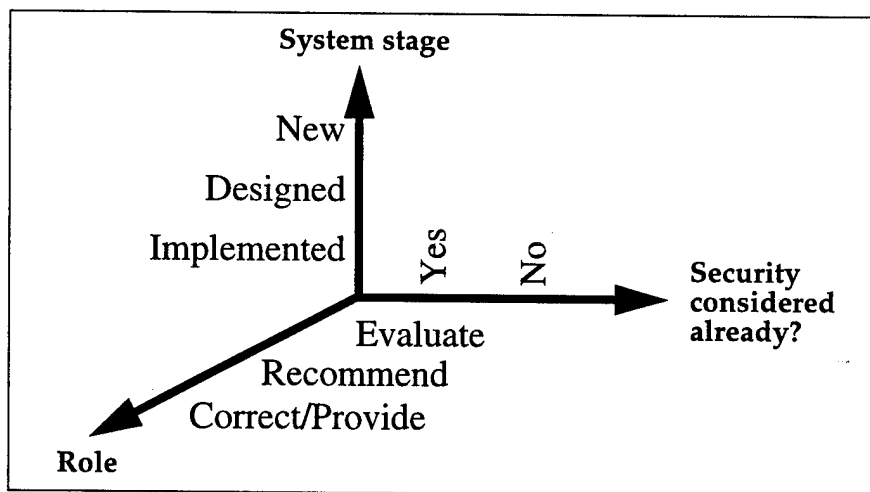 System stage
New
Designed
Implemented
Yes
No
Security
considered
already?
Evaluate
Recommend
Correct/Provide
Role